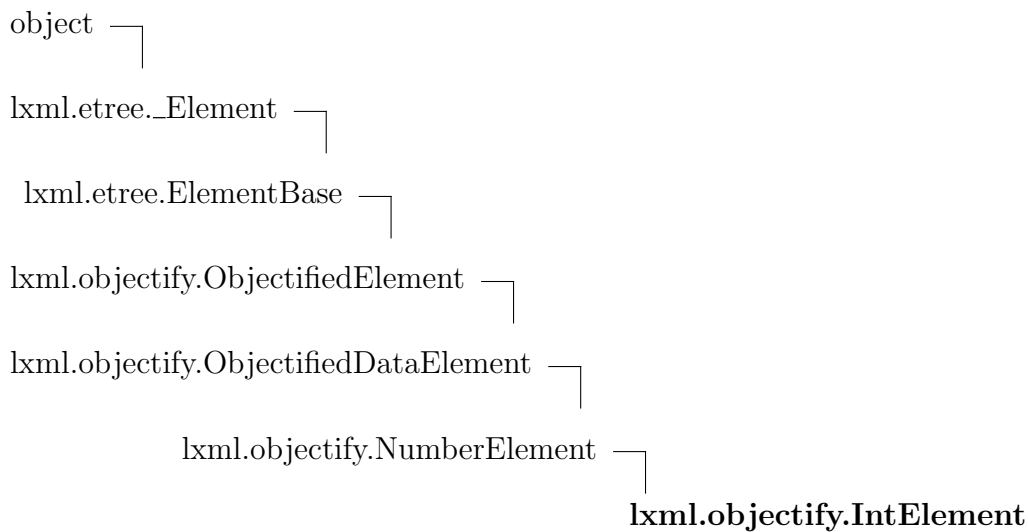 object
lxml.etree._Element
lxml.etree.ElementBase
lxml.objectify.ObjectifiedElement
lxml.objectify.ObjectifiedDataElement
lxml.objectify.NumberElement
lxml.objectify.IntElement